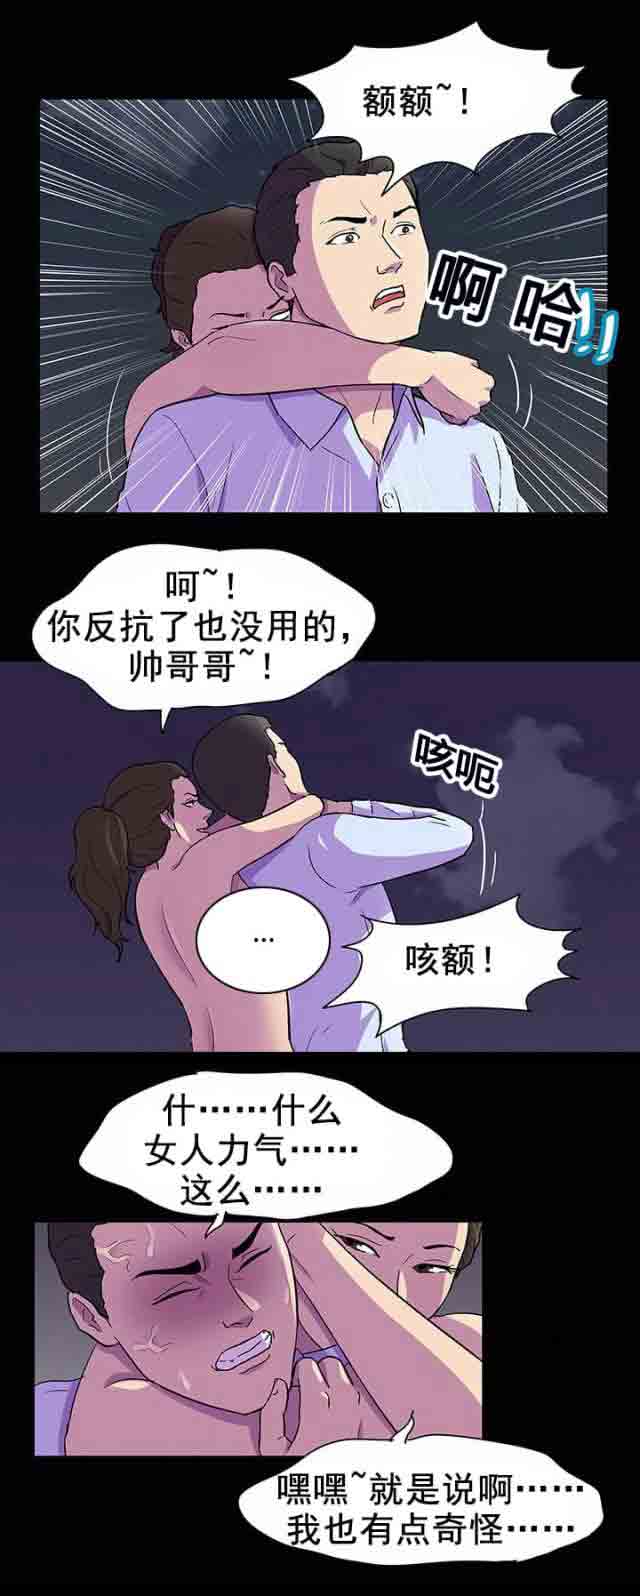 额额~！
啊哈!!
呵~！
你反抗了也没用的，
帅哥哥~！
咳呃
…
咳额！
什……什么
女人力气……
这么……
嘿嘿~就是说啊……
我也有点奇怪……